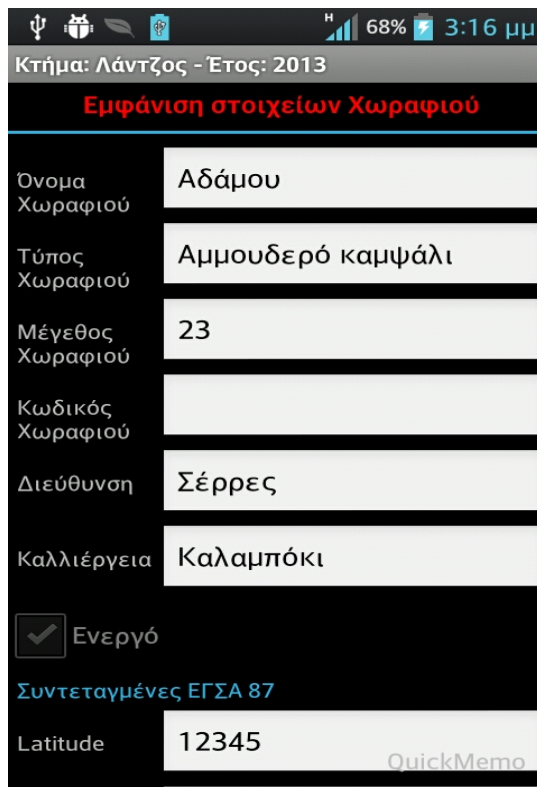 68% 3:16 μμ
Κτήμα: Λάντζος - Έτος: 2013
Εμφάνιση στοιχείων Χωραφιού
Όνομα
Χωραφιού
Αδάμου
Τύπος
Χωραφιού
Αμμουδερό καμψάλι
Μέγεθος
Χωραφιού
23
Κωδικός
Χωραφιού
Διεύθυνση
Σέρρες
Καλλιέργεια
Καλαμπόκι
Ενεργό
Συντεταγμένες ΕΓΣΑ 87
Latitude
12345
QuickMemo